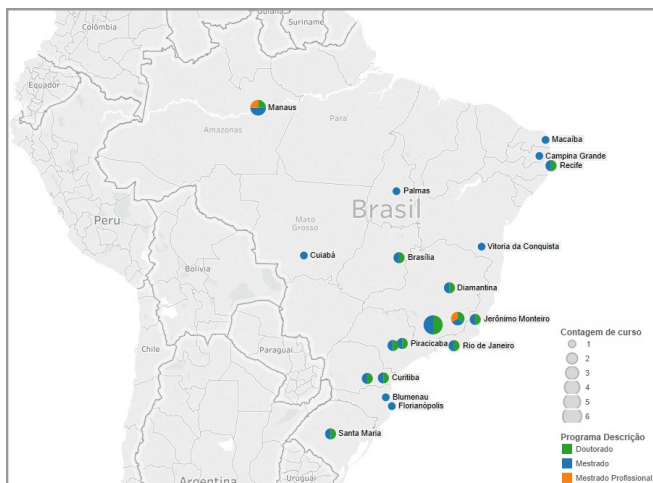 Guiana
Suriname
Colômbia
Equador
Manaus
Amazonas
Para
Macaíba
Campina Grande
Recife
Palmas
Brasil
Peru
Mato
Grosso
Cuiabá
Vitoria da Conquista
Brasília
Bolivia
Diamantina
Jerônimo Monteiro
Piracicaba
Rio de Janeiro
Chile
Paraguai
Curitiba
Blumenau
Florianópolis
Santa Maria
Uruguai
Argentina
Contagem de curso
1
2
3
4
5
6
Programa Descrição
Doutorado
Mestrado
Mestrado Profissional